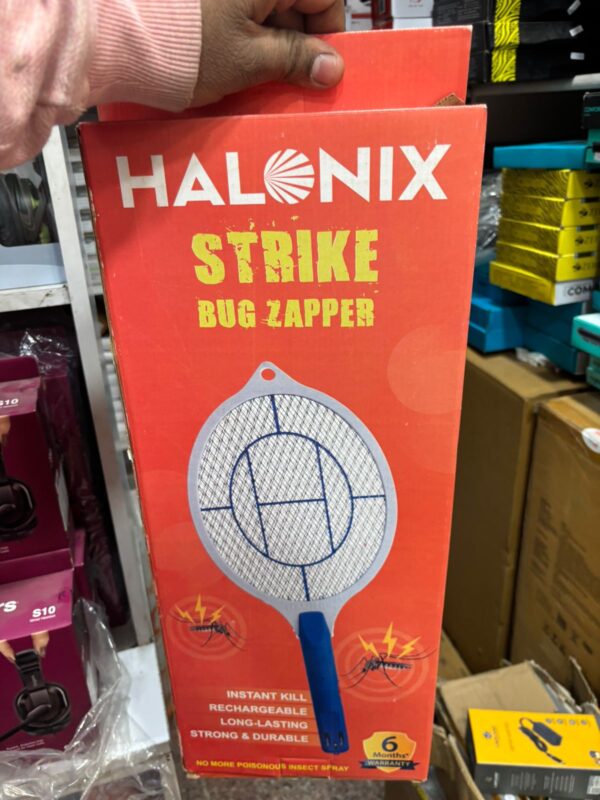 HALONIX
STRIKE
BUG ZAPPER
INSTANT KILL
RECHARGEABLE
LONG-LASTING
STRONG & DURABLE
NO MORE POISONOUS INSECT SPRAY
6
Months*
WARRANTY
S10
S10
COM